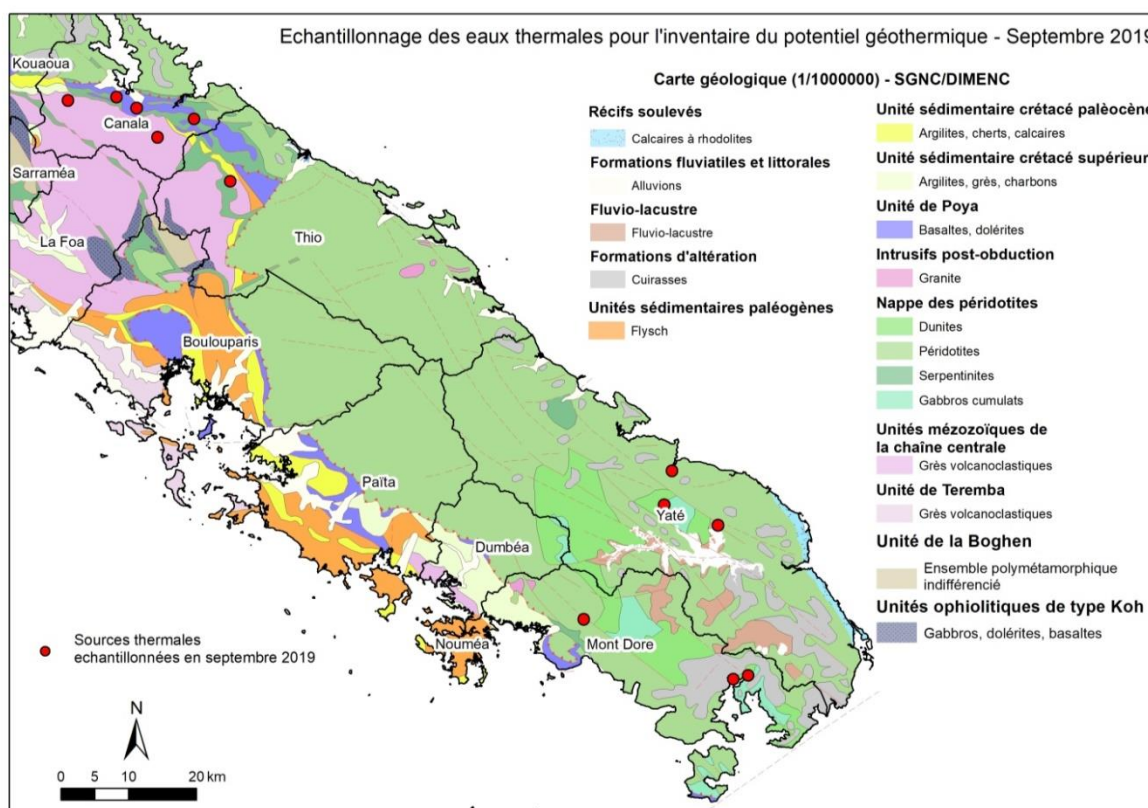 Echantillonnage des eaux thermales pour l'inventaire du potentiel géothermique - Septembre 2019
Carte géologique (1/1000000) - SGNC/DIMENC
Récifs soulevés
Calcaires à rhodolites
Formations fluviatiles et littorales
Alluvions
Fluvio-lacustre
Fluvio-lacustre
Formations d'altération
Cuirasses
Unités sédimentaires paléogènes
Flysch
Unité sédimentaire crétacé palèocène
Argilites, cherts, calcaires
Unité sédimentaire crétacé supérieur
Argilites, grès, charbons
Unité de Poya
Basaltes, dolérites
Intrusifs post-obduction
Granite
Nappe des péridotites
Dunites
Péridotites
Serpentinites
Gabbros cumulats
Unités mézozoïques de
la chaîne centrale
Grès volcanoclastiques
Unité de Teremba
Grès volcanoclastiques
Unité de la Boghen
Ensemble polymétamorphique
indifférencié
Unités ophiolitiques de type Koh
Gabbros, dolérites, basaltes
Kouaoua
Canala
Sarraméa
La Foa
Thio
Boulouparis
Païta
Yaté
Dumbéa
Nouméa
Mont Dore
Sources thermales
echantillonnées en septembre 2019
N
0 5 10 20 km